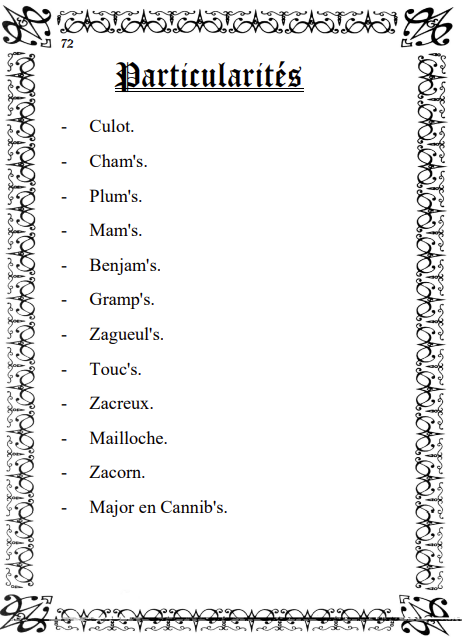 72
Particularités
- Culot.
- Cham's.
- Plum's.
- Mam's.
- Benjam's.
- Gramp's.
- Zagueul's.
- Touc's.
- Zacreux.
- Mailloche.
- Zacorn.
- Major en Cannib's.